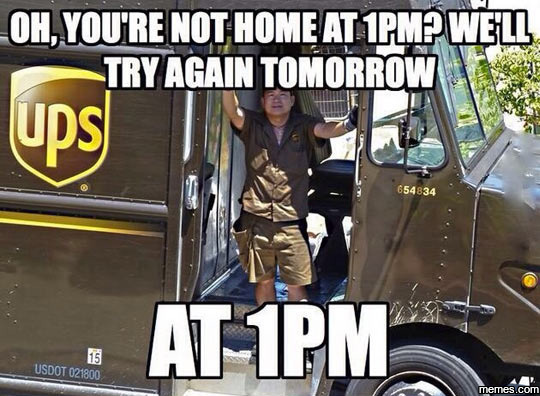 OH, YOU'RE NOT HOME AT 1PM? WE'LL
TRY AGAIN TOMORROW
ups
654834
AT 1PM
15
USDOT 021800
memes.com